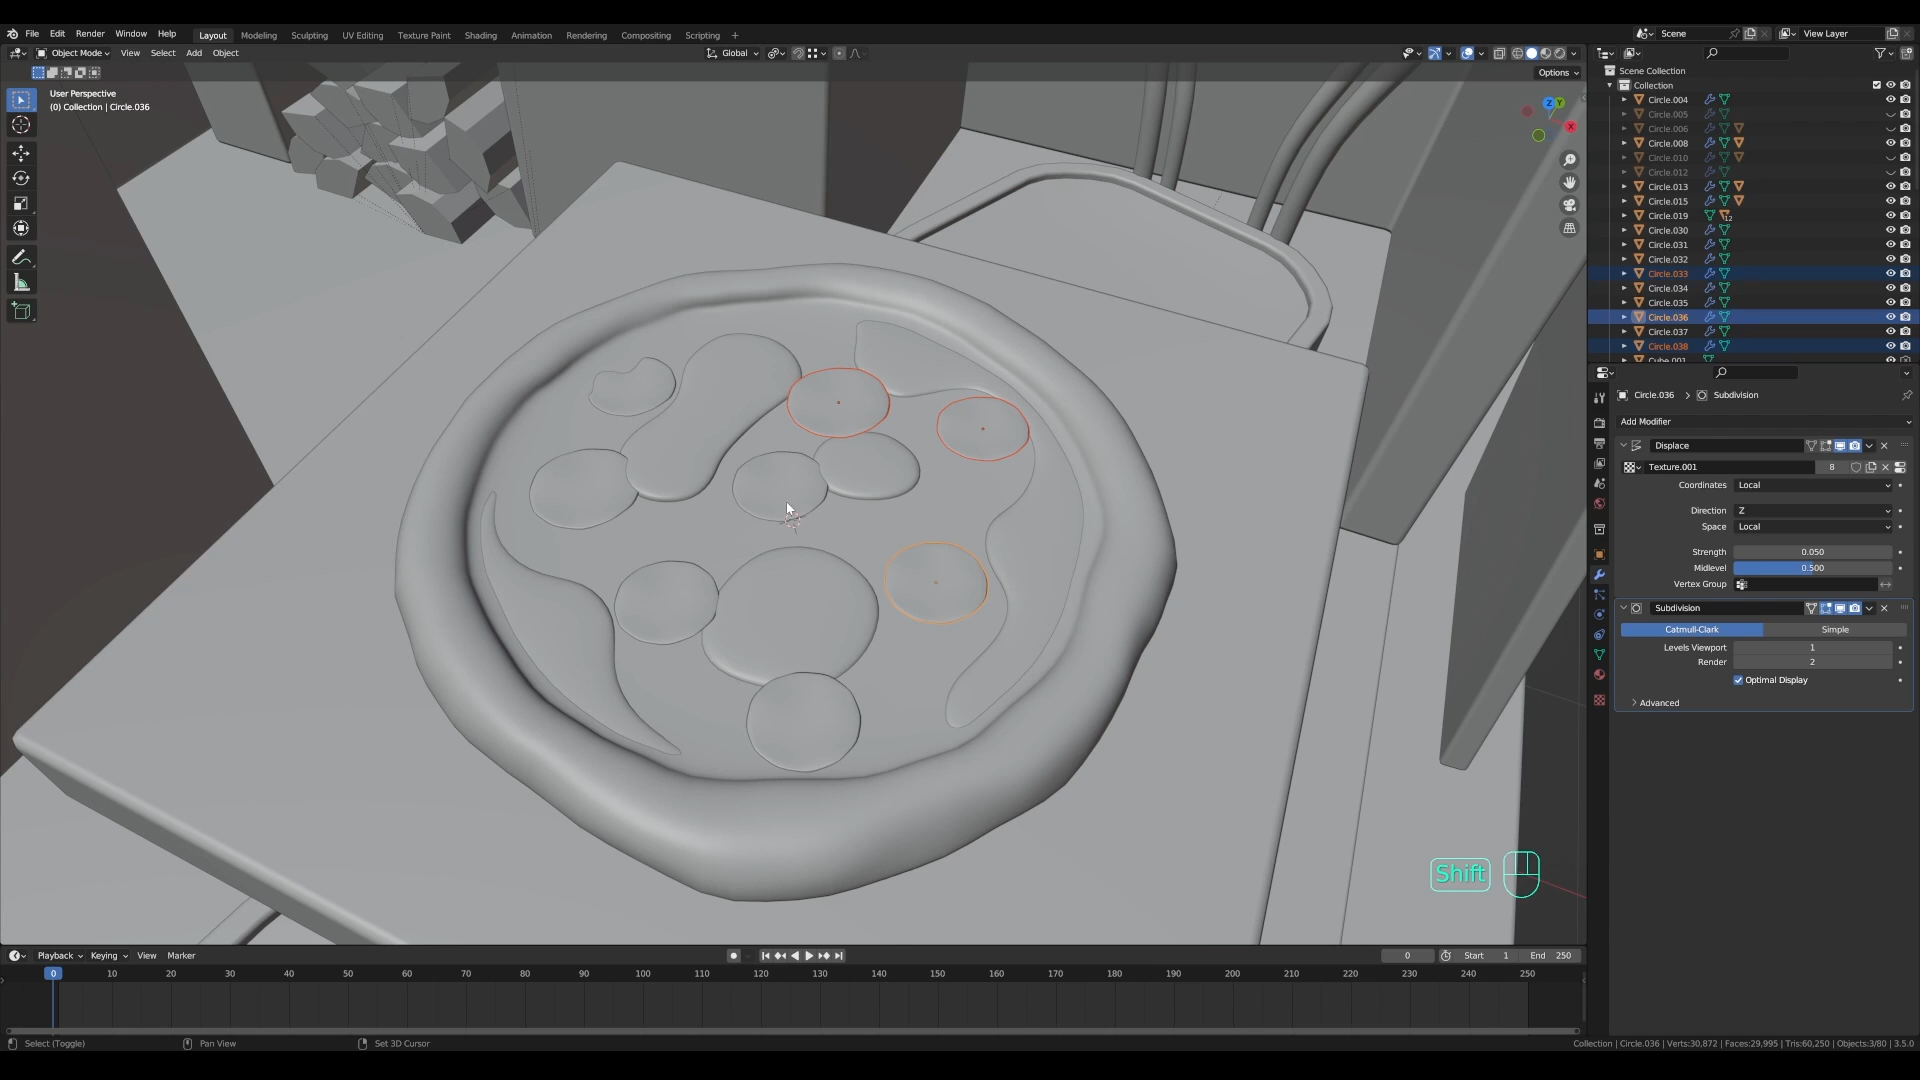 File Edit Render Window Help Layout Modeling Sculpting UV Editing Texture Paint Shading Animation Rendering Compositing Scripting + Scene View Layer
Object Mode View Select Add Object Global
Options
User Perspective
(0) Collection | Circle.036
Z Y
X
Scene Collection
Collection
Circle.004
Circle.005
Circle.006
Circle.008
Circle.010
Circle.012
Circle.013
Circle.015
Circle.019 12
Circle.030
Circle.031
Circle.032
Circle.033
Circle.034
Circle.035
Circle.036
Circle.037
Circle.038
Cube.001
Circle.036 > Subdivision
Add Modifier
Displace
Texture.001 8
Coordinates Local
Direction Z
Space Local
Strength 0.050
Midlevel 0.500
Vertex Group
Subdivision
Catmull-Clark Simple
Levels Viewport 1
Render 2
Optimal Display
Advanced
Shift
Playback Keying View Marker 0 Start 1 End 250
0 10 20 30 40 50 60 70 80 90 100 110 120 130 140 150 160 170 180 190 200 210 220 230 240 250
Select (Toggle) Pan View Set 3D Cursor Collection | Circle.036 | Verts:30,872 | Faces:29,995 | Tris:60,250 | Objects:3/80 | 3.5.0